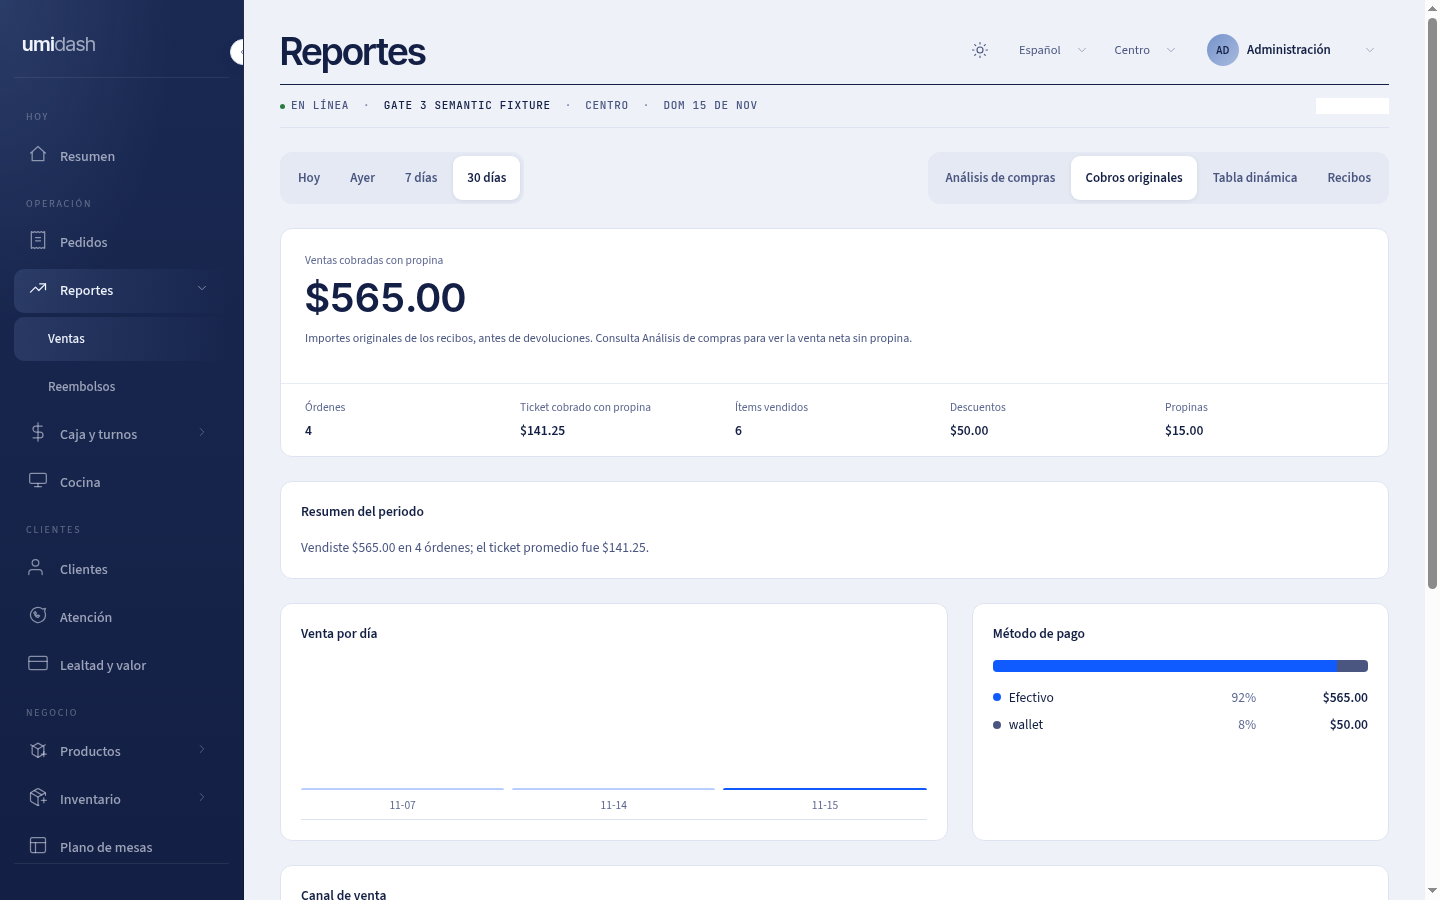 umidash
HOY
Resumen
OPERACIÓN
Pedidos
Reportes
Ventas
Reembolsos
Caja y turnos
Cocina
CLIENTES
Clientes
Atención
Lealtad y valor
NEGOCIO
Productos
Inventario
Plano de mesas
Reportes
Español
Centro
AD
Administración
EN LÍNEA · GATE 3 SEMANTIC FIXTURE · CENTRO · DOM 15 DE NOV
Hoy
Ayer
7 días
30 días
Análisis de compras
Cobros originales
Tabla dinámica
Recibos
Ventas cobradas con propina
$565.00
Importes originales de los recibos, antes de devoluciones. Consulta Análisis de compras para ver la venta neta sin propina.
Órdenes
4
Ticket cobrado con propina
$141.25
Ítems vendidos
6
Descuentos
$50.00
Propinas
$15.00
Resumen del periodo
Vendiste $565.00 en 4 órdenes; el ticket promedio fue $141.25.
Venta por día
11-07
11-14
11-15
Método de pago
Efectivo 92% $565.00
wallet 8% $50.00
Canal de venta